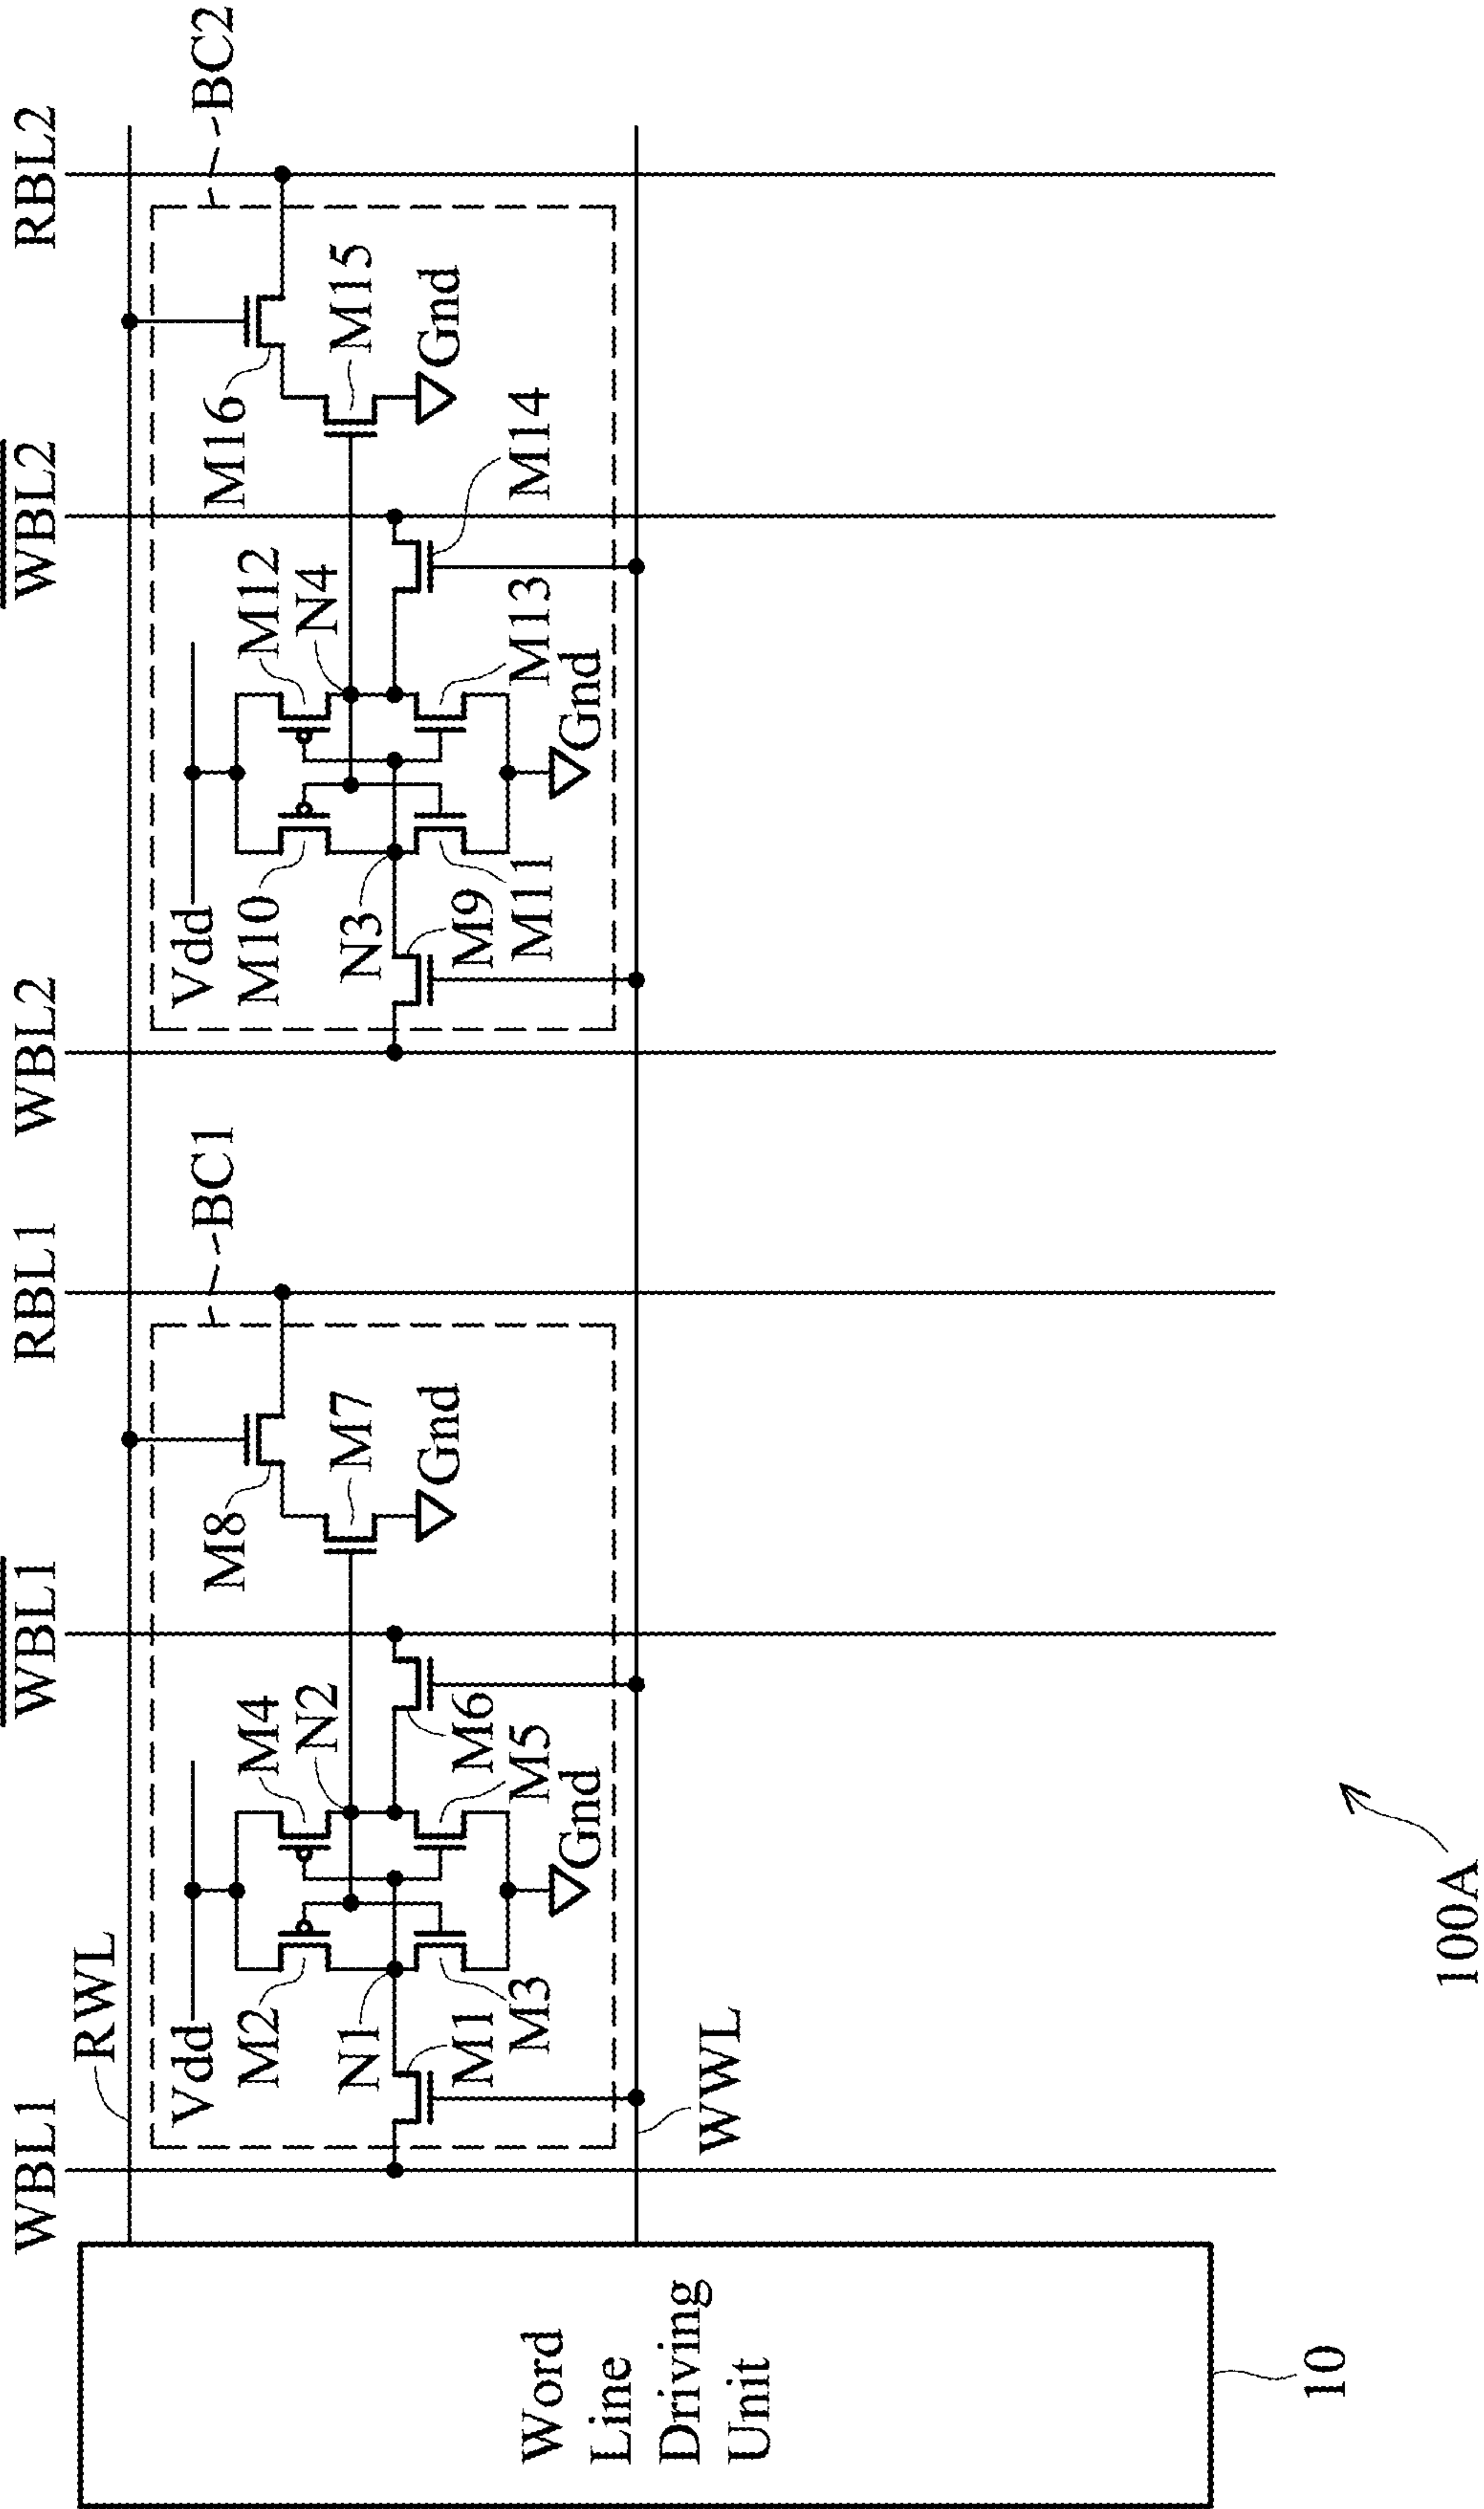 WBL1
W̅B̅L̅1̅
RBL1
WBL2
W̅B̅L̅2̅
RBL2
RWL
BC1
BC2
Vdd
M2
M4
N1
N2
M1
M3
M5
M6
M7
M8
Gnd
Gnd
Vdd
M10
M12
N3
N4
M9
M11
M13
M14
M15
M16
Gnd
Gnd
WWL
Word
Line
Driving
Unit
10
100A